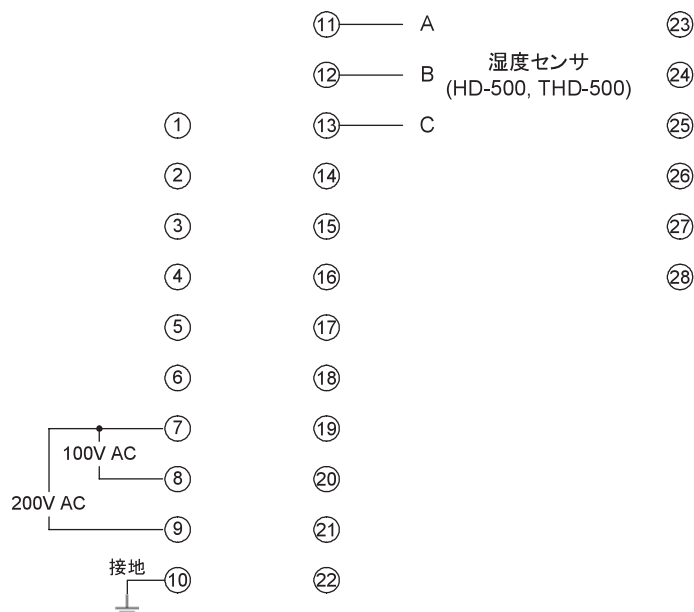 ⑪ A ㉓
⑫ B 湿度センサ ㉔
(HD-500, THD-500)
① ⑬ C ㉕
② ⑭ ㉖
③ ⑮ ㉗
④ ⑯ ㉘
⑤ ⑰
⑥ ⑱
⑦ ⑲
100V AC
⑧ ⑳
200V AC
⑨ ㉑
接地
⑩ ㉒